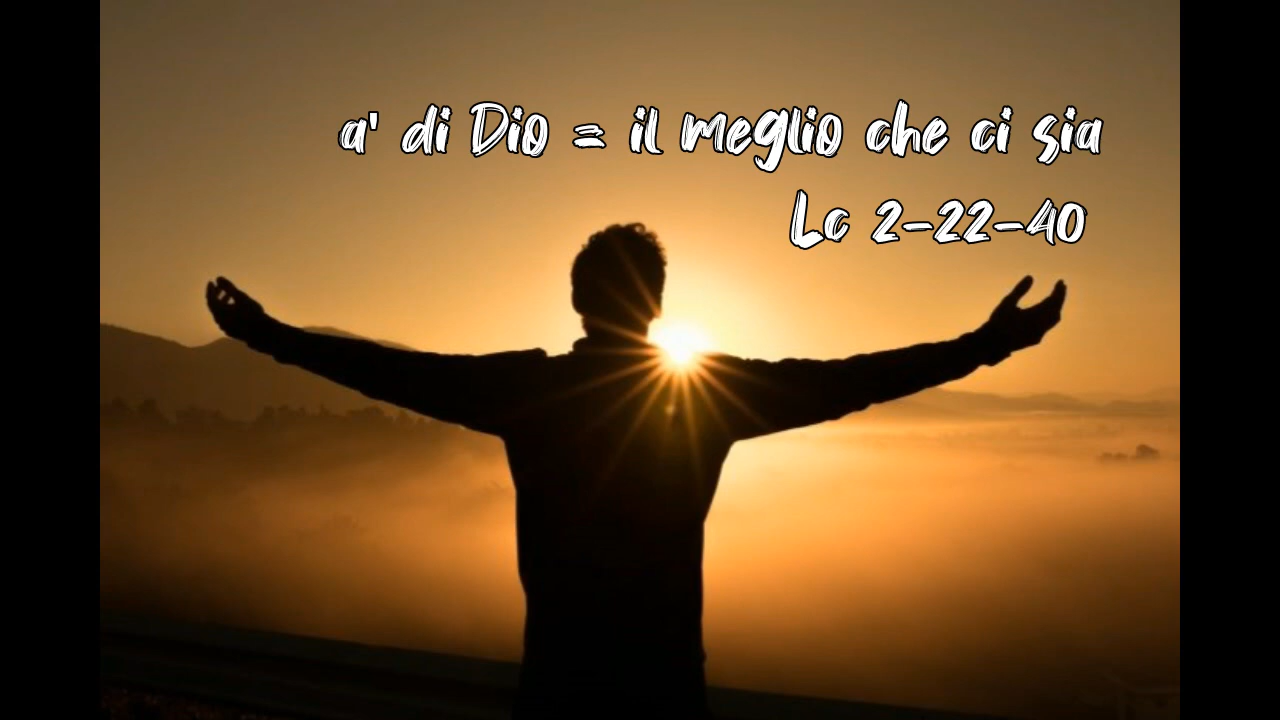 a' di Dio = il meglio che ci sia
Lc 2-22-40